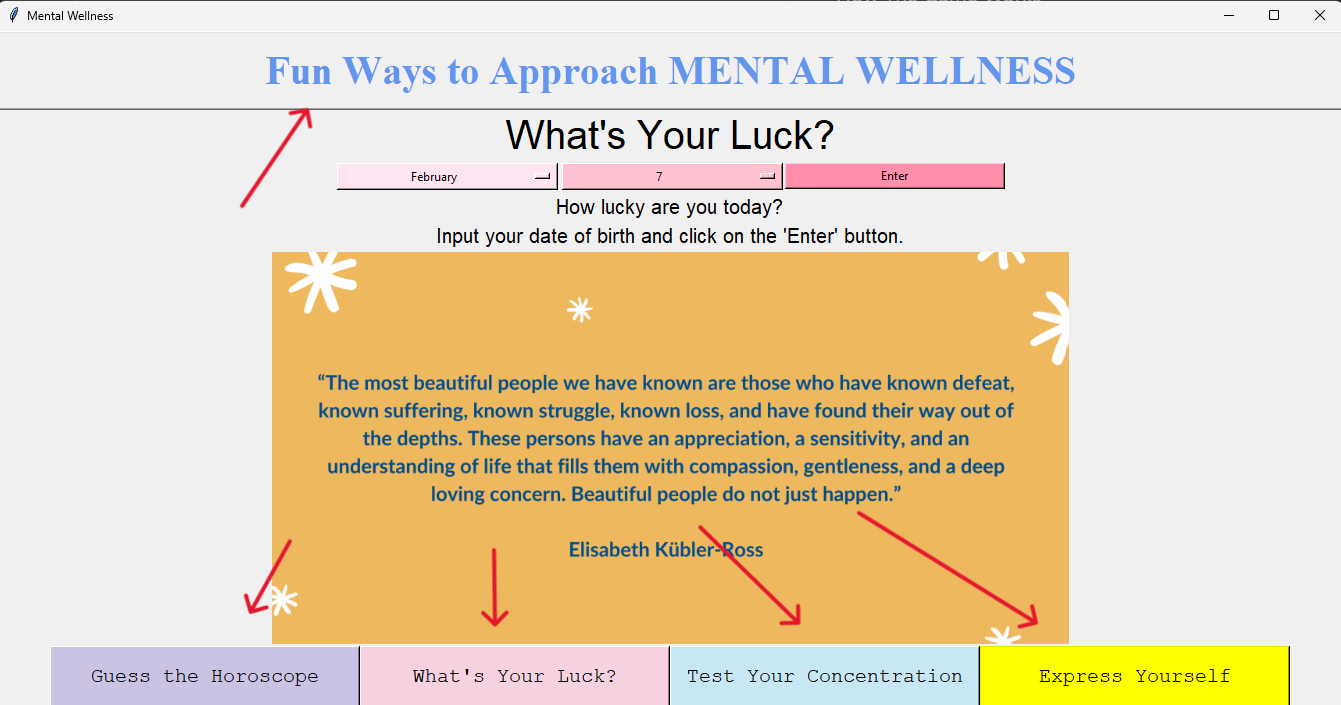 Mental Wellness
Fun Ways to Approach MENTAL WELLNESS
What's Your Luck?
February 7 Enter
How lucky are you today?
Input your date of birth and click on the 'Enter' button.
“The most beautiful people we have known are those who have known defeat,
known suffering, known struggle, known loss, and have found their way out of
the depths. These persons have an appreciation, a sensitivity, and an
understanding of life that fills them with compassion, gentleness, and a deep
loving concern. Beautiful people do not just happen.”
Elisabeth Kübler-Ross
Guess the Horoscope What's Your Luck? Test Your Concentration Express Yourself